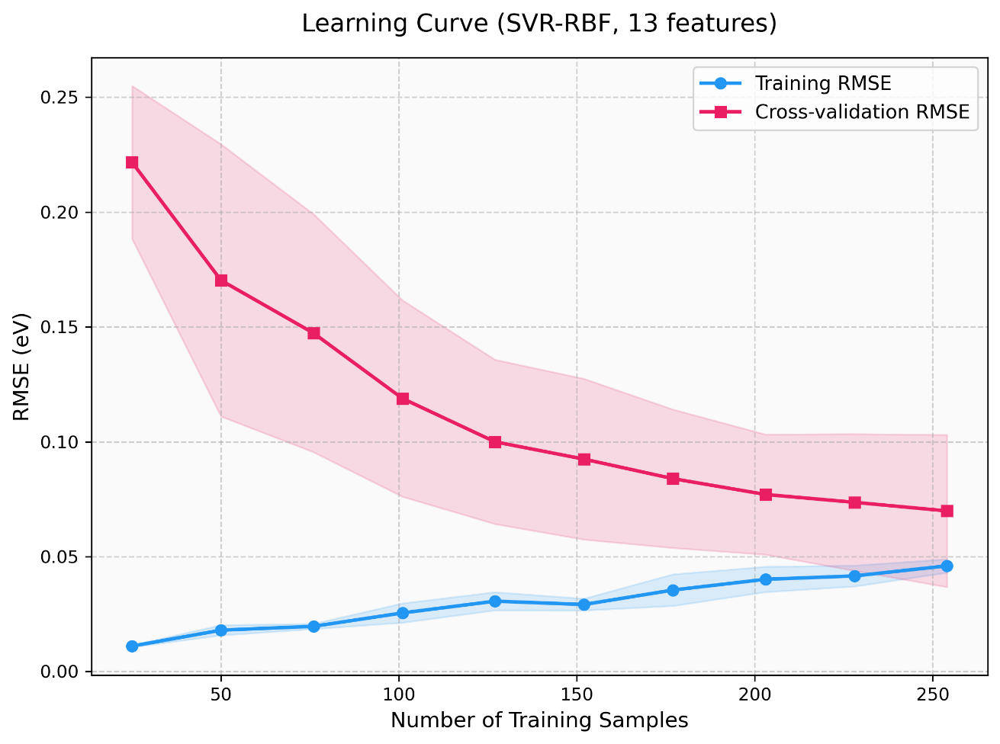 Learning Curve (SVR-RBF, 13 features)
Training RMSE
Cross-validation RMSE
RMSE (eV)
0.25
0.20
0.15
0.10
0.05
0.00
50 100 150 200 250
Number of Training Samples